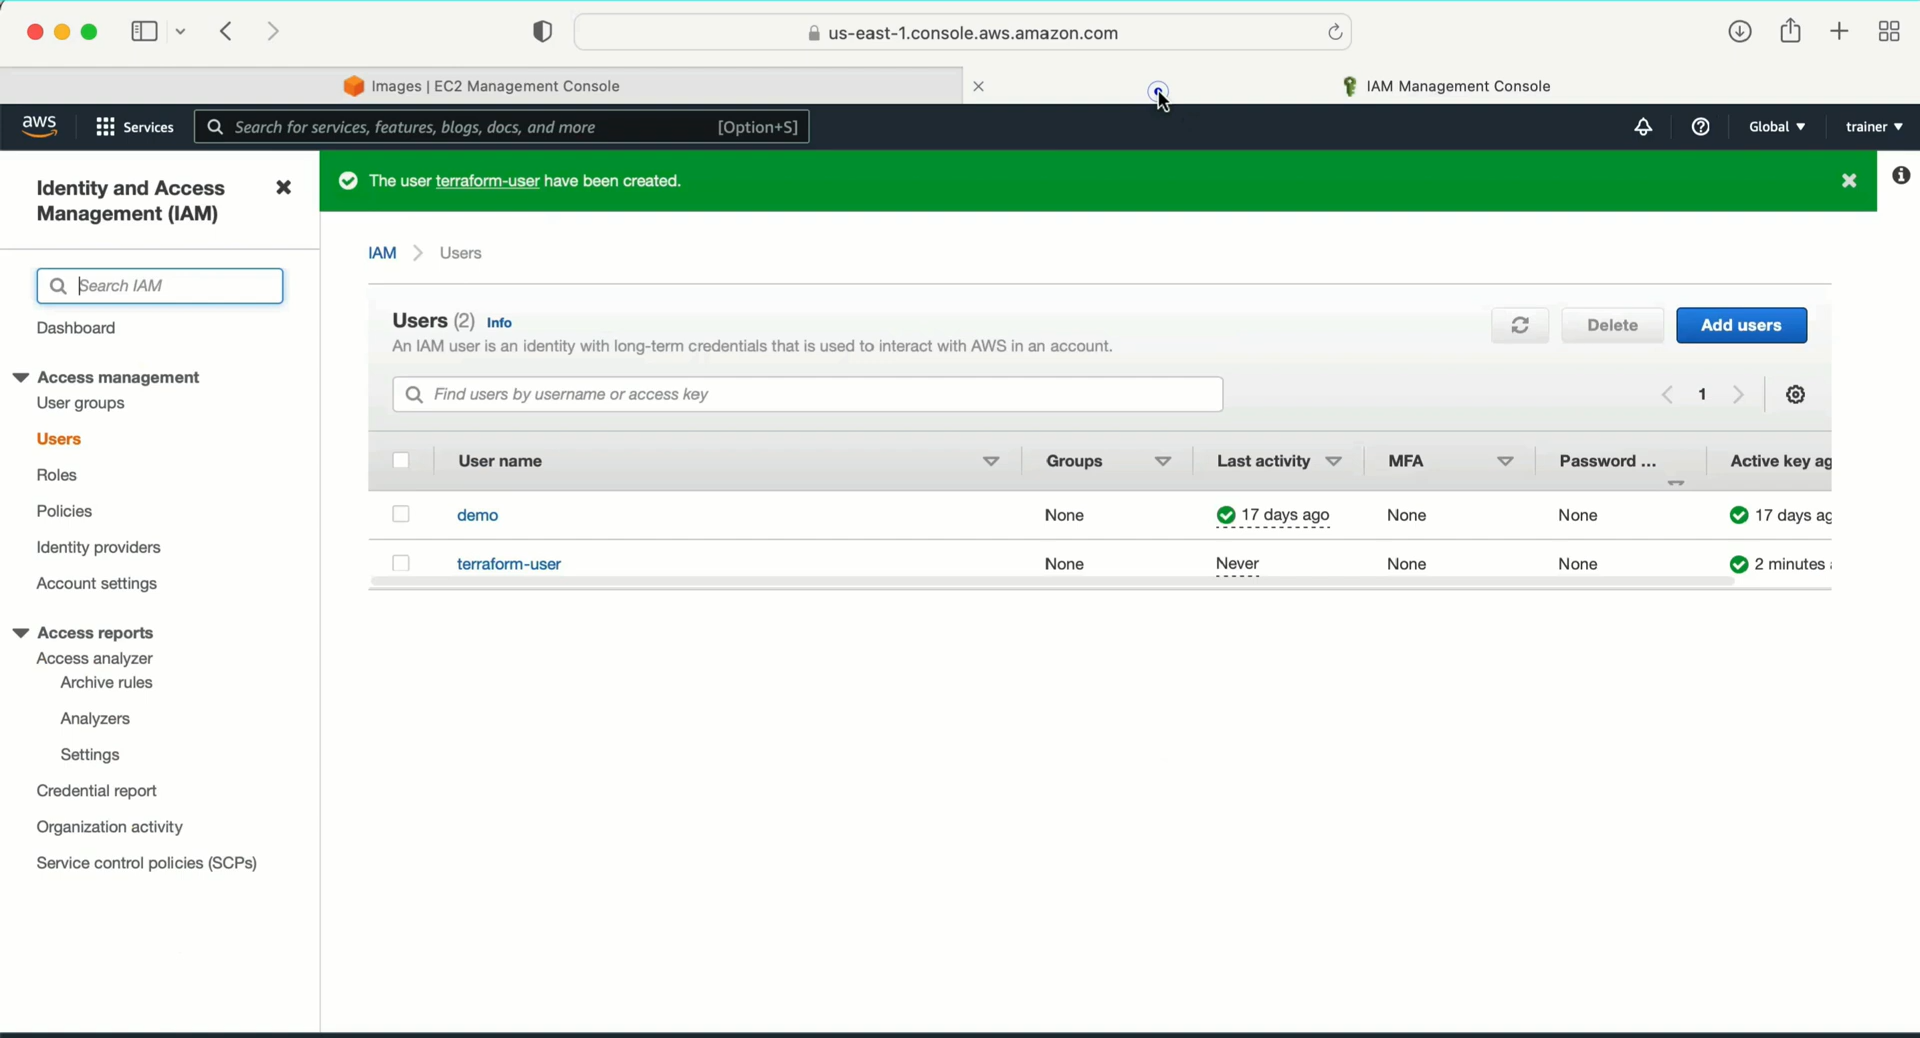 us-east-1.console.aws.amazon.com
Images | EC2 Management Console
IAM Management Console
aws
Services
Search for services, features, blogs, docs, and more
[Option+S]
Global
trainer
Identity and Access
Management (IAM)
The user terraform-user have been created.
IAM
Users
Search IAM
Dashboard
Access management
User groups
Users
Roles
Policies
Identity providers
Account settings
Access reports
Access analyzer
Archive rules
Analyzers
Settings
Credential report
Organization activity
Service control policies (SCPs)
Users (2) Info
An IAM user is an identity with long-term credentials that is used to interact with AWS in an account.
Delete
Add users
Find users by username or access key
1
User name Groups Last activity MFA Password ... Active key ag
demo None 17 days ago None None 17 days ag
terraform-user None Never None None 2 minutes